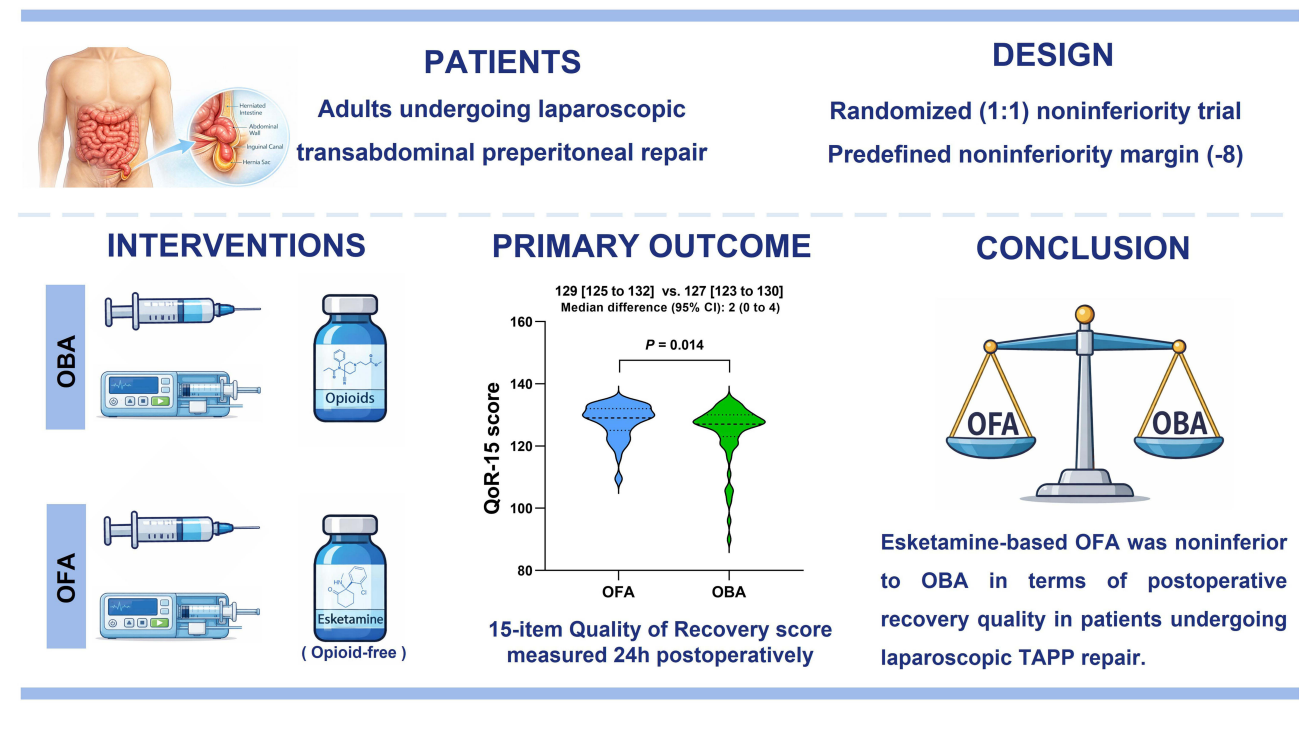 PATIENTS
Adults undergoing laparoscopic
transabdominal preperitoneal repair
Herniated
Intestine
Abdominal
Wall
Inguinal Canal
Hernia Sac
DESIGN
Randomized (1:1) noninferiority trial
Predefined noninferiority margin (-8)
INTERVENTIONS
OBA
Opioids
OFA
HN
O
Cl
Esketamine
( Opioid-free )
PRIMARY OUTCOME
129 [125 to 132] vs. 127 [123 to 130]
Median difference (95% CI): 2 (0 to 4)
P = 0.014
QoR-15 score
160
140
120
100
80
OFA
OBA
15-item Quality of Recovery score
measured 24h postoperatively
CONCLUSION
OFA
OBA
Esketamine-based OFA was noninferior
to OBA in terms of postoperative
recovery quality in patients undergoing
laparoscopic TAPP repair.